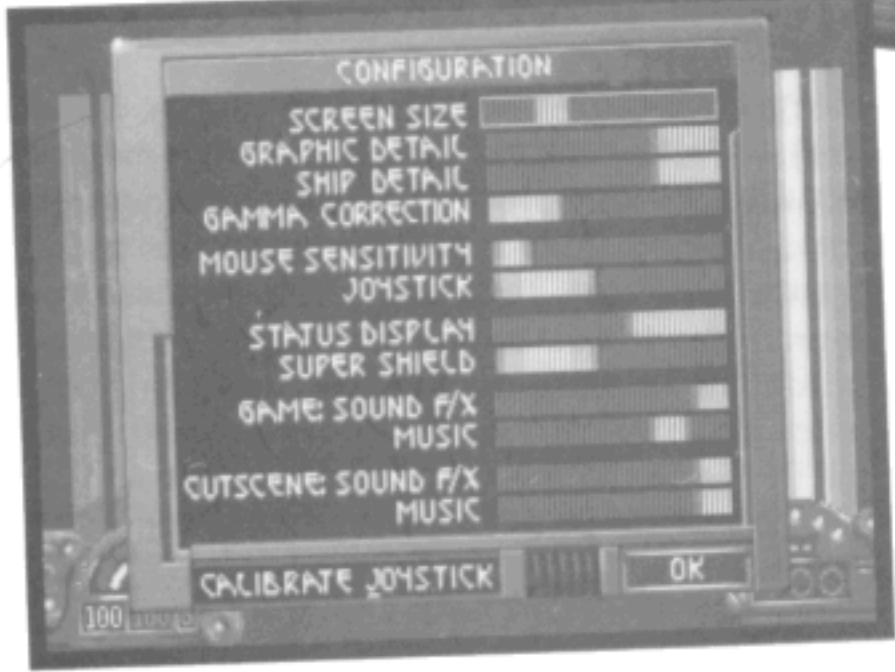 CONFIGURATION
SCREEN SIZE
GRAPHIC DETAIL
SHIP DETAIL
GAMMA CORRECTION
MOUSE SENSITIVITY
JOYSTICK
STATUS DISPLAY
SUPER SHIELD
GAME: SOUND F/X
MUSIC
CUTSCENE: SOUND F/X
MUSIC
CALIBRATE JOYSTICK OK
100 100